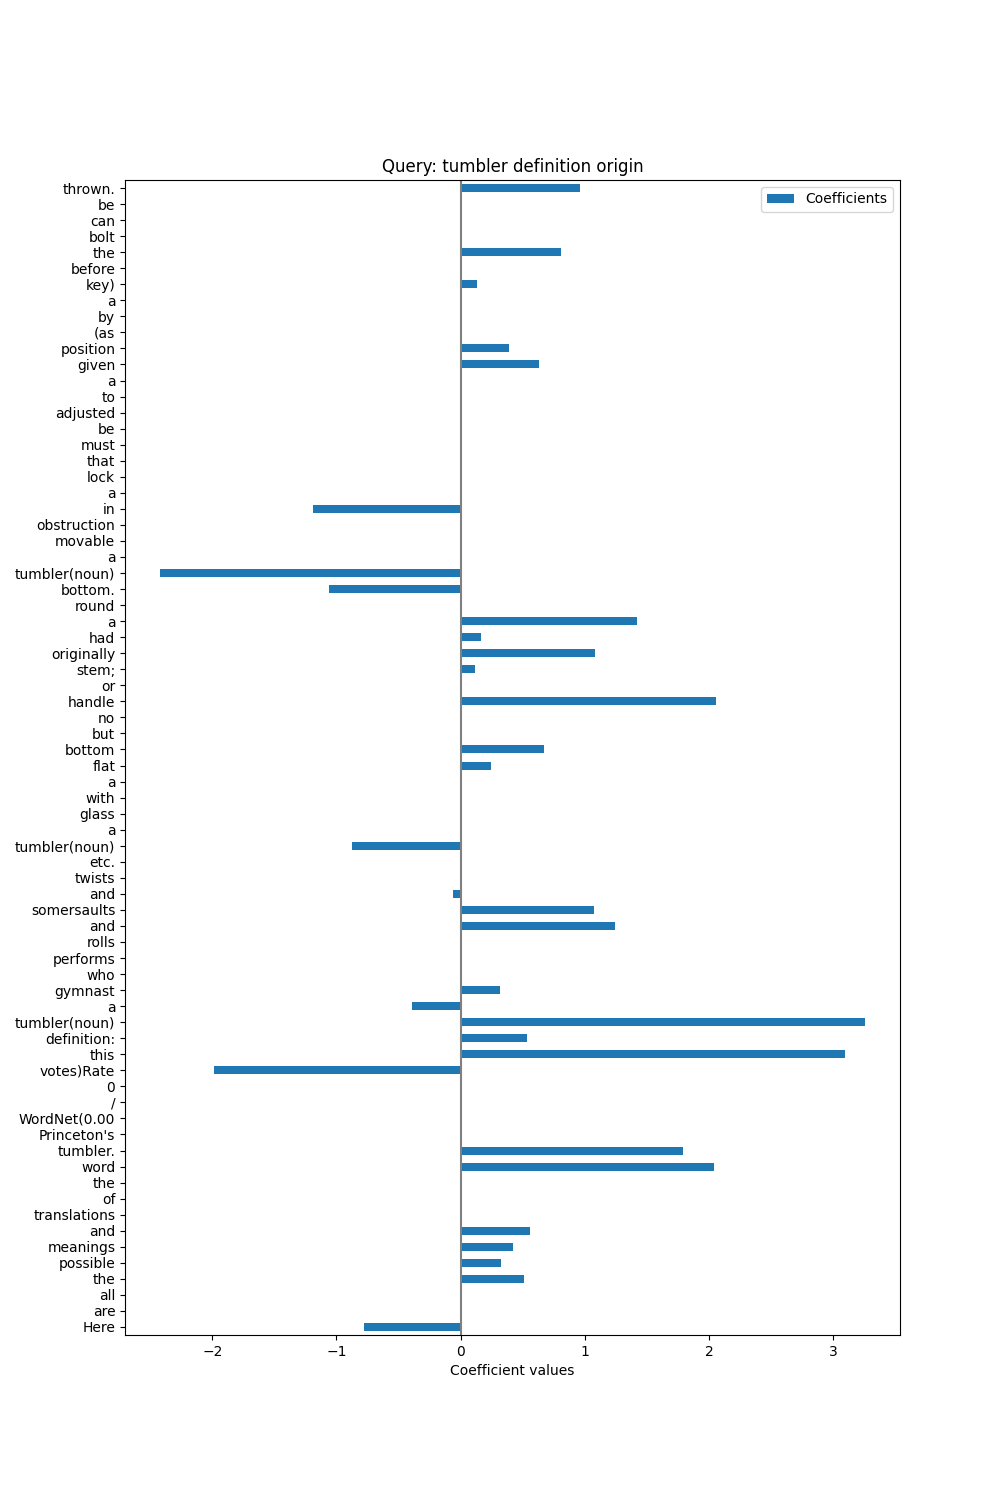 Query: tumbler definition origin
Coefficients
thrown.
be
can
bolt
the
before
key)
a
by
(as
position
given
a
to
adjusted
be
must
that
lock
a
in
obstruction
movable
a
tumbler(noun)
bottom.
round
a
had
originally
stem;
or
handle
no
but
bottom
flat
a
with
glass
a
tumbler(noun)
etc.
twists
and
somersaults
and
rolls
performs
who
gymnast
a
tumbler(noun)
definition:
this
votes)Rate
0
/
WordNet(0.00
Princeton's
tumbler.
word
the
of
translations
and
meanings
possible
the
all
are
Here
−2 −1 0 1 2 3
Coefficient values